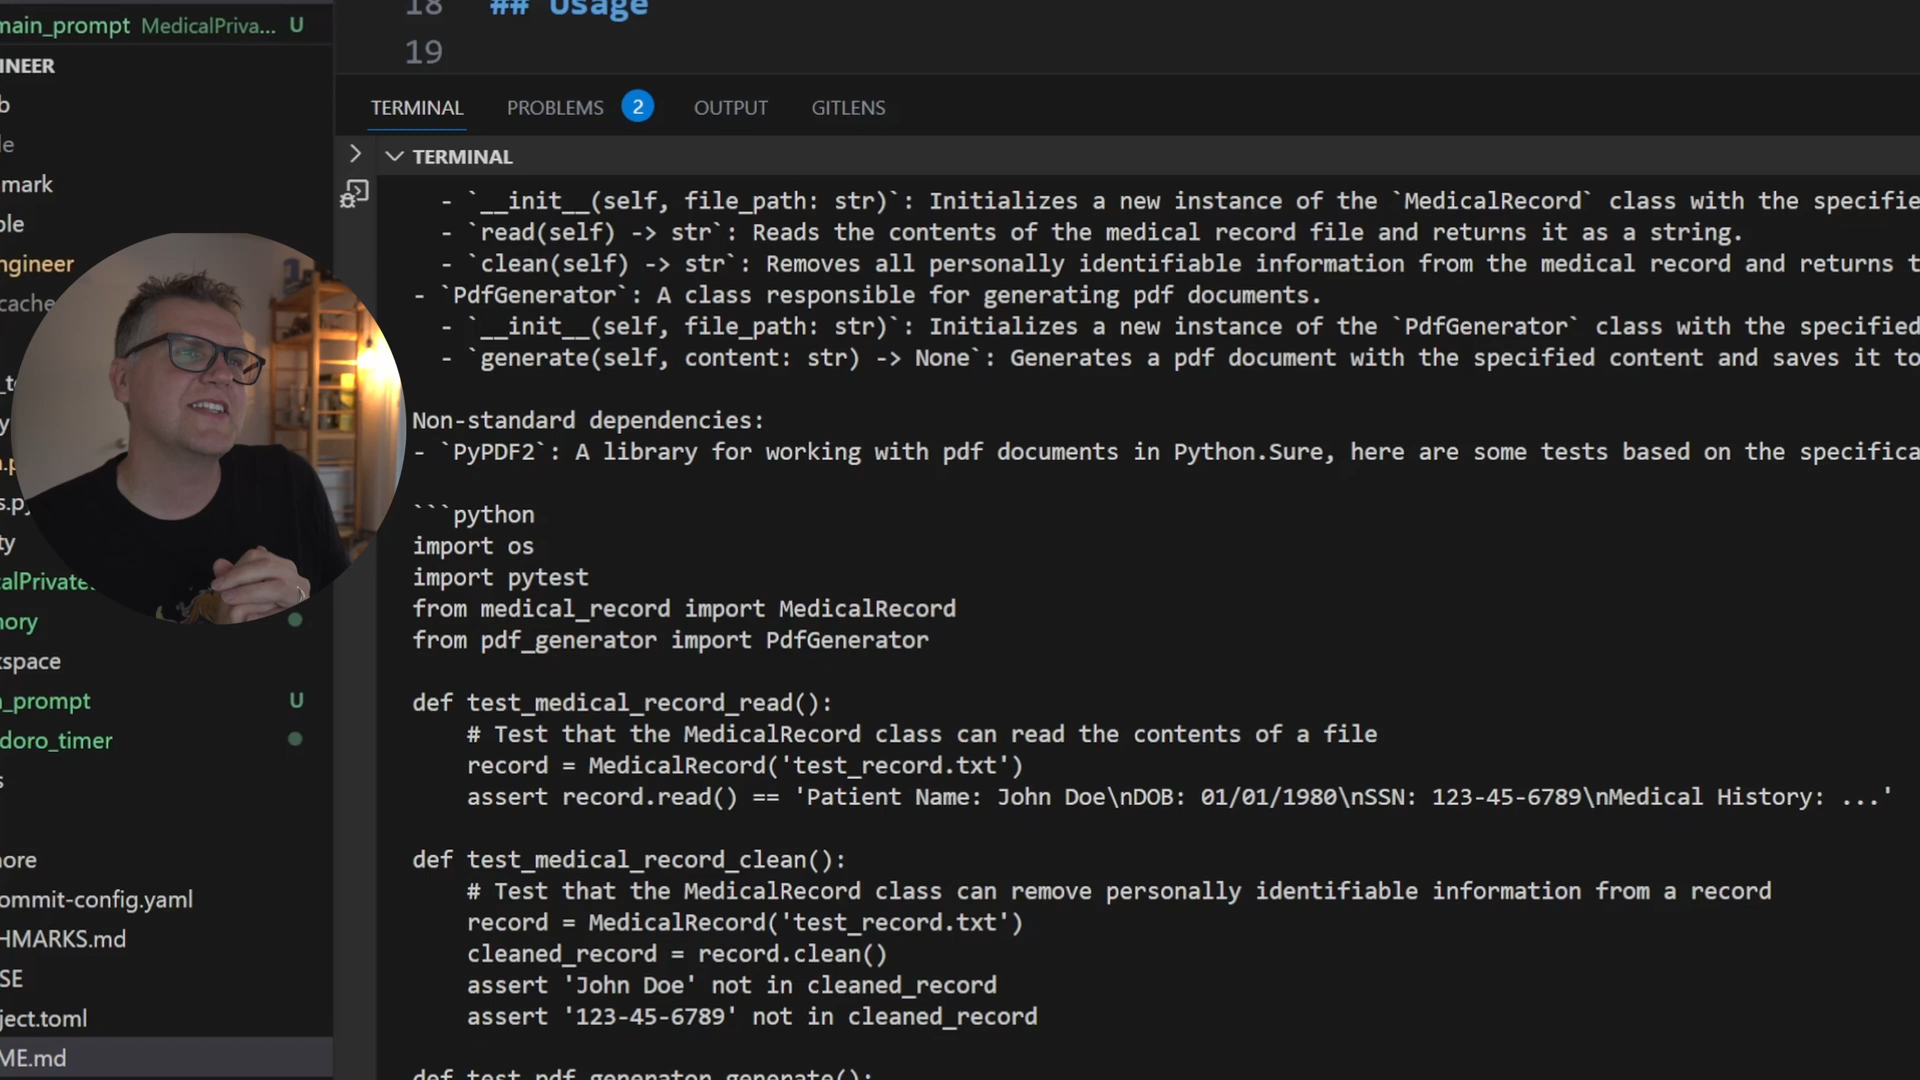 main_prompt MedicalPriva... U
INEER
b
le
mark
ple
ngineer
cache
_t
y
.p
s.py
ty
alPrivate
nory
kspace
_prompt U
doro_timer
s
nore
ommit-config.yaml
HMARKS.md
SE
ject.toml
ME.md
18 ## Usage
19
TERMINAL PROBLEMS 2 OUTPUT GITLENS
TERMINAL
- `__init__(self, file_path: str)`: Initializes a new instance of the `MedicalRecord` class with the specifie
- `read(self) -> str`: Reads the contents of the medical record file and returns it as a string.
- `clean(self) -> str`: Removes all personally identifiable information from the medical record and returns t
- `PdfGenerator`: A class responsible for generating pdf documents.
- `__init__(self, file_path: str)`: Initializes a new instance of the `PdfGenerator` class with the specified
- `generate(self, content: str) -> None`: Generates a pdf document with the specified content and saves it to
Non-standard dependencies:
- `PyPDF2`: A library for working with pdf documents in Python.Sure, here are some tests based on the specifica
```python
import os
import pytest
from medical_record import MedicalRecord
from pdf_generator import PdfGenerator
def test_medical_record_read():
# Test that the MedicalRecord class can read the contents of a file
record = MedicalRecord('test_record.txt')
assert record.read() == 'Patient Name: John Doe\nDOB: 01/01/1980\nSSN: 123-45-6789\nMedical History: ...'
def test_medical_record_clean():
# Test that the MedicalRecord class can remove personally identifiable information from a record
record = MedicalRecord('test_record.txt')
cleaned_record = record.clean()
assert 'John Doe' not in cleaned_record
assert '123-45-6789' not in cleaned_record
def test_pdf_generator_generate():